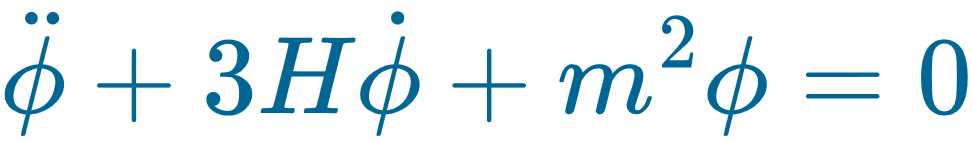 ϕ̈ + 3Hϕ̇ + m²ϕ = 0